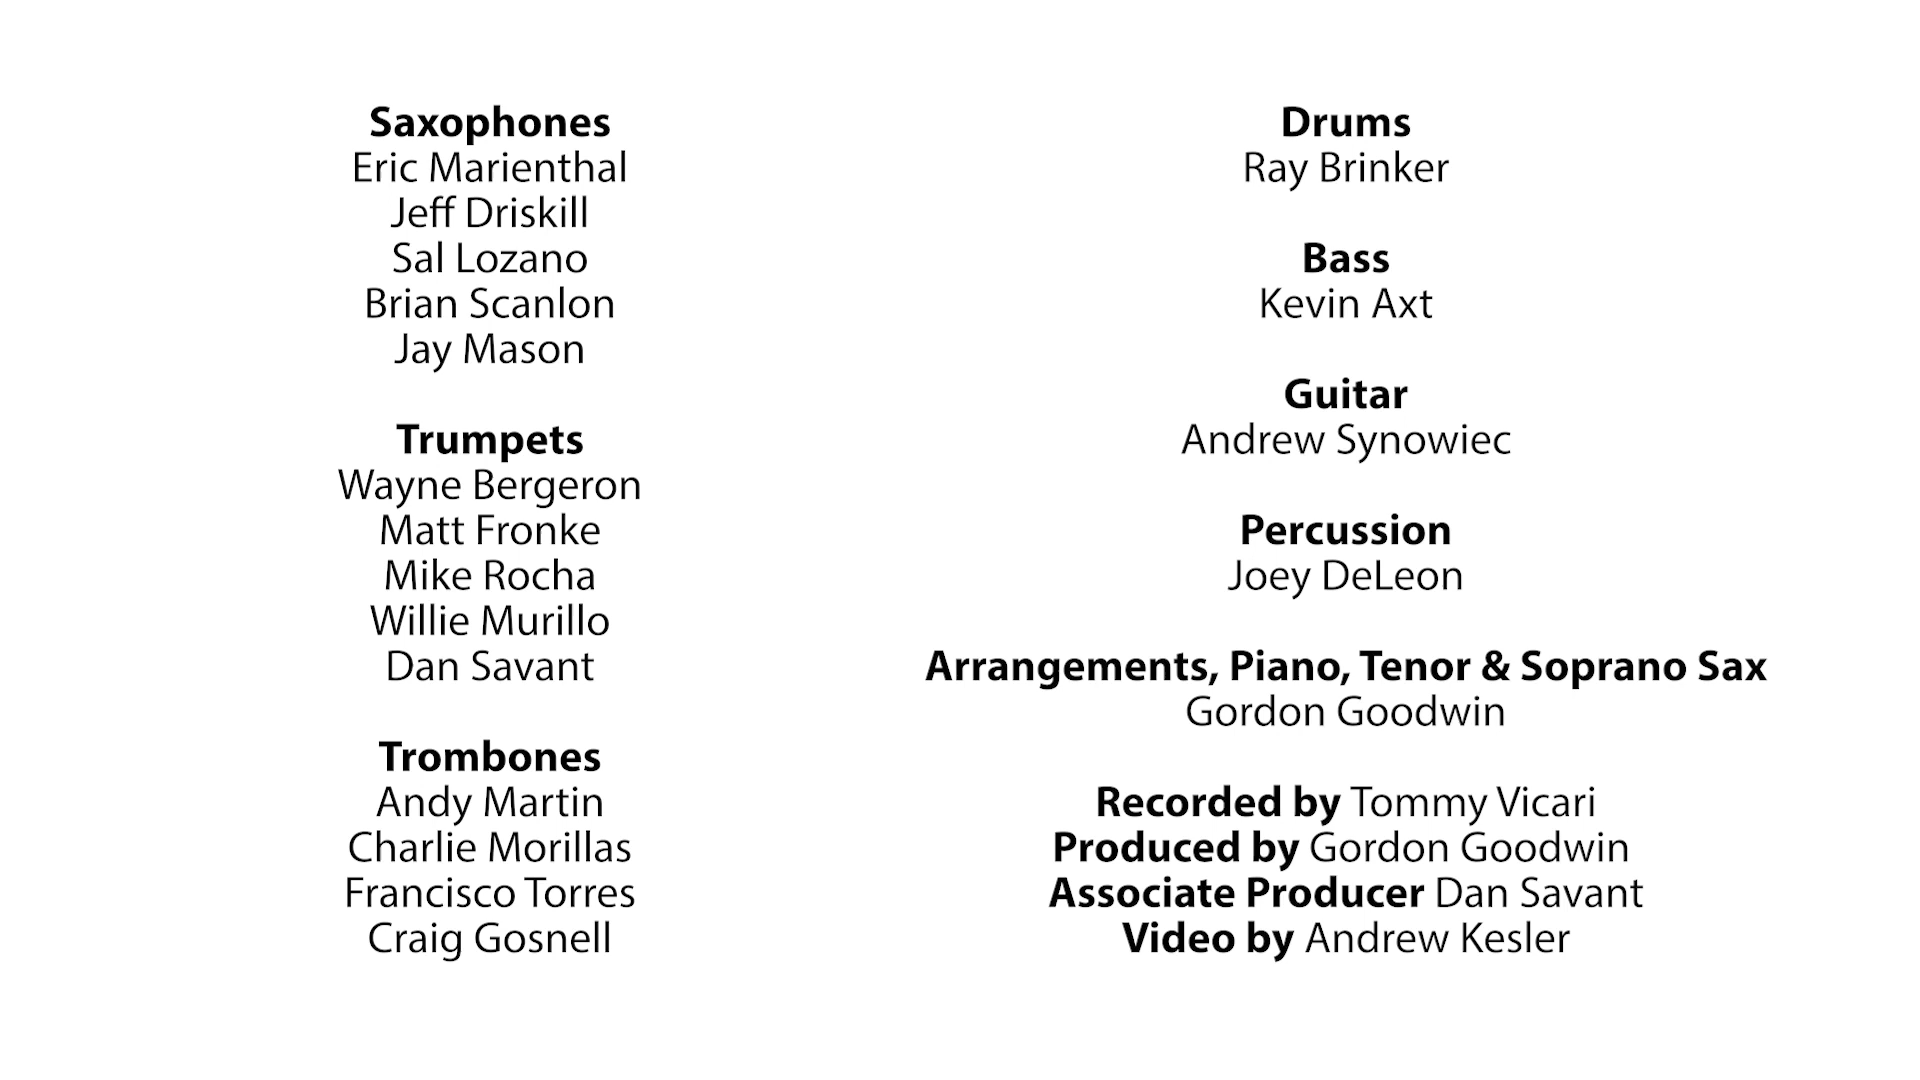 Saxophones
Eric Marienthal
Jeff Driskill
Sal Lozano
Brian Scanlon
Jay Mason
Trumpets
Wayne Bergeron
Matt Fronke
Mike Rocha
Willie Murillo
Dan Savant
Trombones
Andy Martin
Charlie Morillas
Francisco Torres
Craig Gosnell
Drums
Ray Brinker
Bass
Kevin Axt
Guitar
Andrew Synowiec
Percussion
Joey DeLeon
Arrangements, Piano, Tenor & Soprano Sax
Gordon Goodwin
Recorded by Tommy Vicari
Produced by Gordon Goodwin
Associate Producer Dan Savant
Video by Andrew Kesler